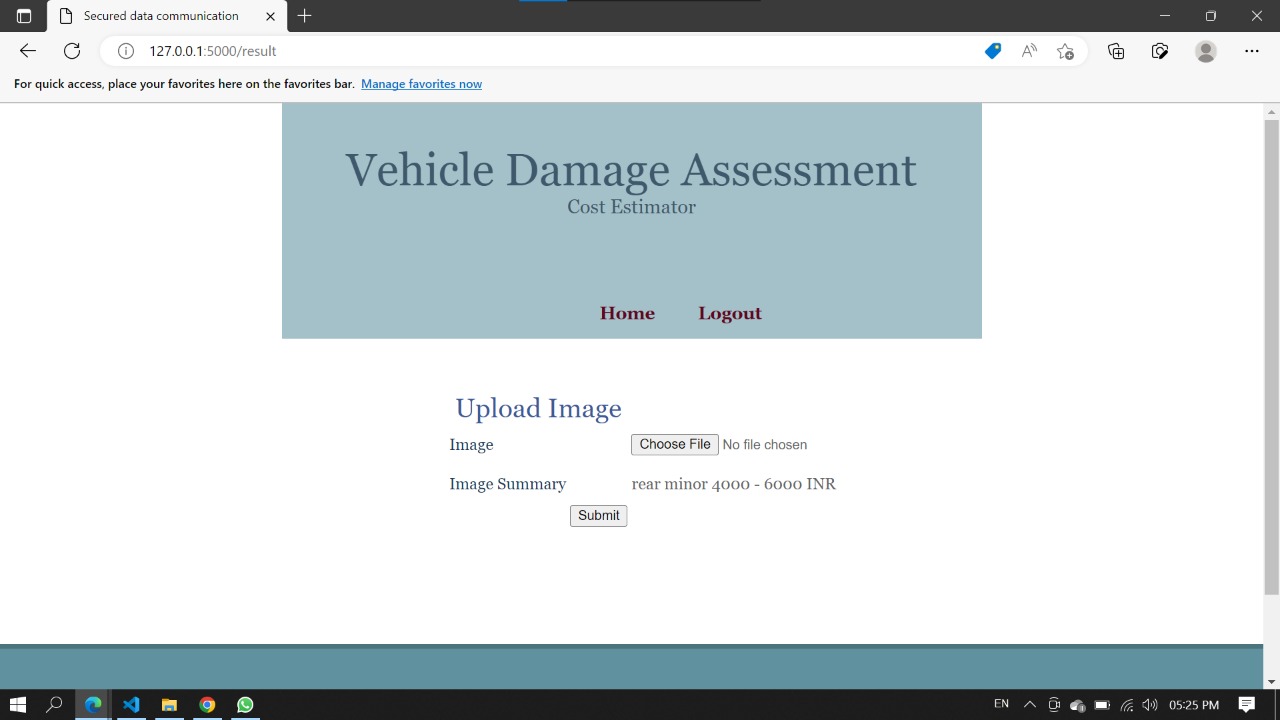 Secured data communication
127.0.0.1:5000/result
For quick access, place your favorites here on the favorites bar. Manage favorites now
Vehicle Damage Assessment
Cost Estimator
Home Logout
Upload Image
Image Choose File No file chosen
Image Summary rear minor 4000 - 6000 INR
Submit
EN 05:25 PM